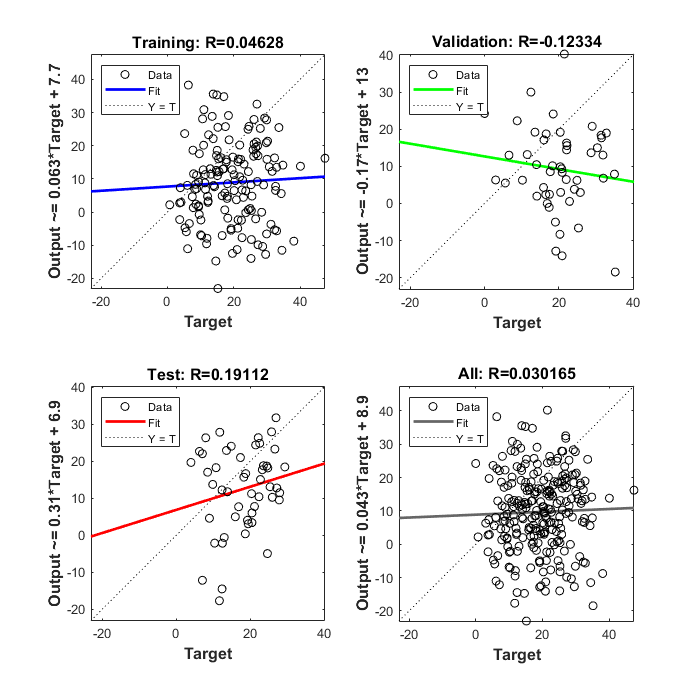 Training: R=0.04628
Output ~= 0.063*Target + 7.7
40
30
20
10
0
-10
-20
Data
Fit
Y = T
-20
0
20
40
Target
Validation: R=-0.12334
Output ~= -0.17*Target + 13
40
30
20
10
0
-10
-20
Data
Fit
Y = T
-20
0
20
40
Target
Test: R=0.19112
Output ~= 0.31*Target + 6.9
40
30
20
10
0
-10
-20
Data
Fit
Y = T
-20
0
20
40
Target
All: R=0.030165
Output ~= 0.043*Target + 8.9
40
30
20
10
0
-10
-20
Data
Fit
Y = T
-20
0
20
40
Target